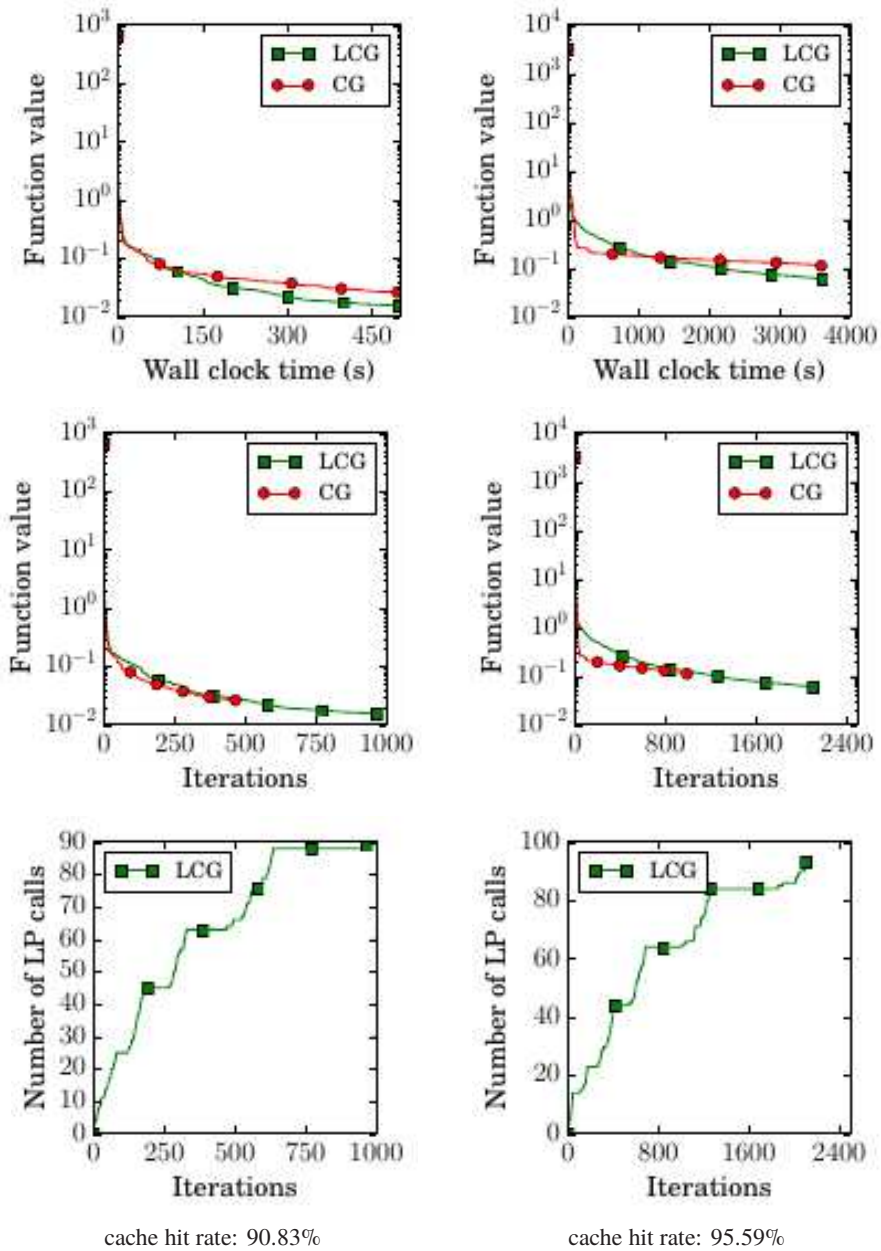 10^3
10^2
10^1
10^0
10^-1
10^-2
Function value
LCG
CG
0 150 300 450
Wall clock time (s)
10^4
10^3
10^2
10^1
10^0
10^-1
10^-2
Function value
LCG
CG
0 1000 2000 3000 4000
Wall clock time (s)
10^3
10^2
10^1
10^0
10^-1
10^-2
Function value
LCG
CG
0 250 500 750 1000
Iterations
10^4
10^3
10^2
10^1
10^0
10^-1
10^-2
Function value
LCG
CG
0 800 1600 2400
Iterations
90
80
70
60
50
40
30
20
10
0
Number of LP calls
LCG
0 250 500 750 1000
Iterations
cache hit rate: 90.83%
100
80
60
40
20
0
Number of LP calls
LCG
0 800 1600 2400
Iterations
cache hit rate: 95.59%